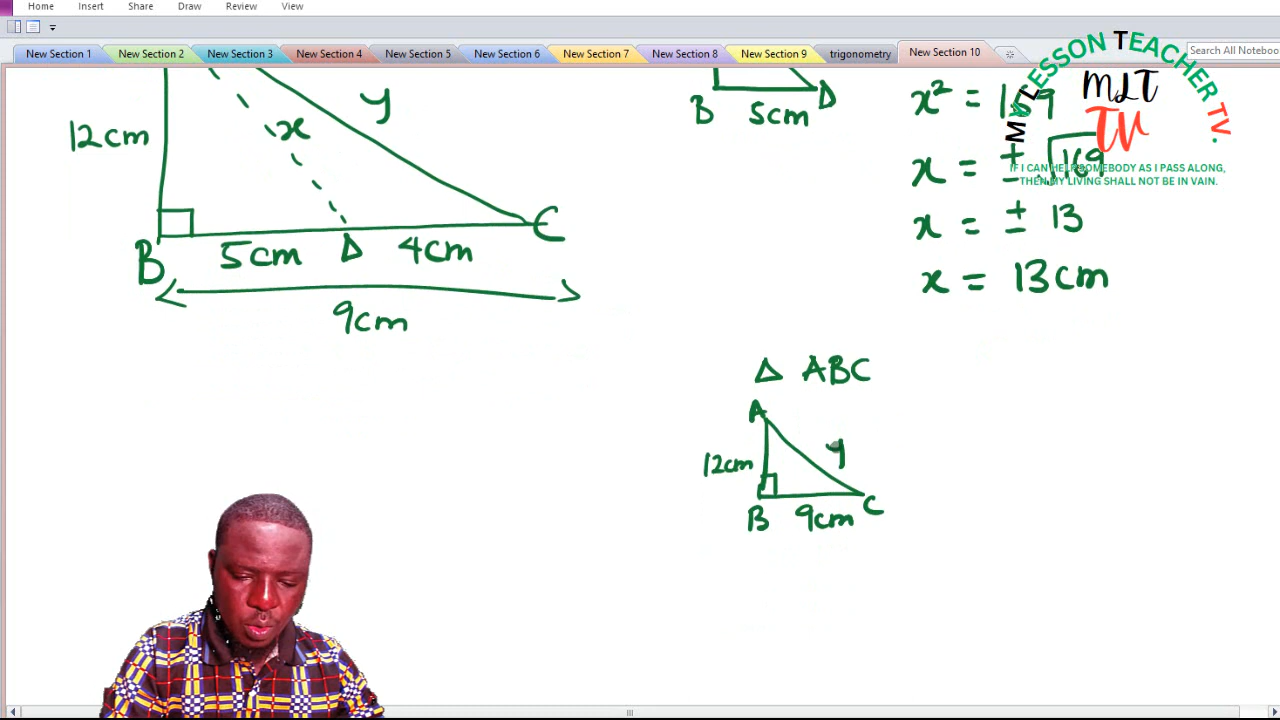 Home Insert Share Draw Review View
New Section 1 New Section 2 New Section 3 New Section 4 New Section 5 New Section 6 New Section 7 New Section 8 New Section 9 trigonometry New Section 10
Search All Noteboo
MY LESSON TEACHER TV.
MLT
TV
IF I CAN HELP SOMEBODY AS I PASS ALONG,
THEN MY LIVING SHALL NOT BE IN VAIN.
12cm
x
y
B
5cm
D
4cm
C
9cm
B
5cm
D
x² = 169
x = ± √169
x = ± 13
x = 13cm
Δ ABC
A
12cm
y
B
9cm
C